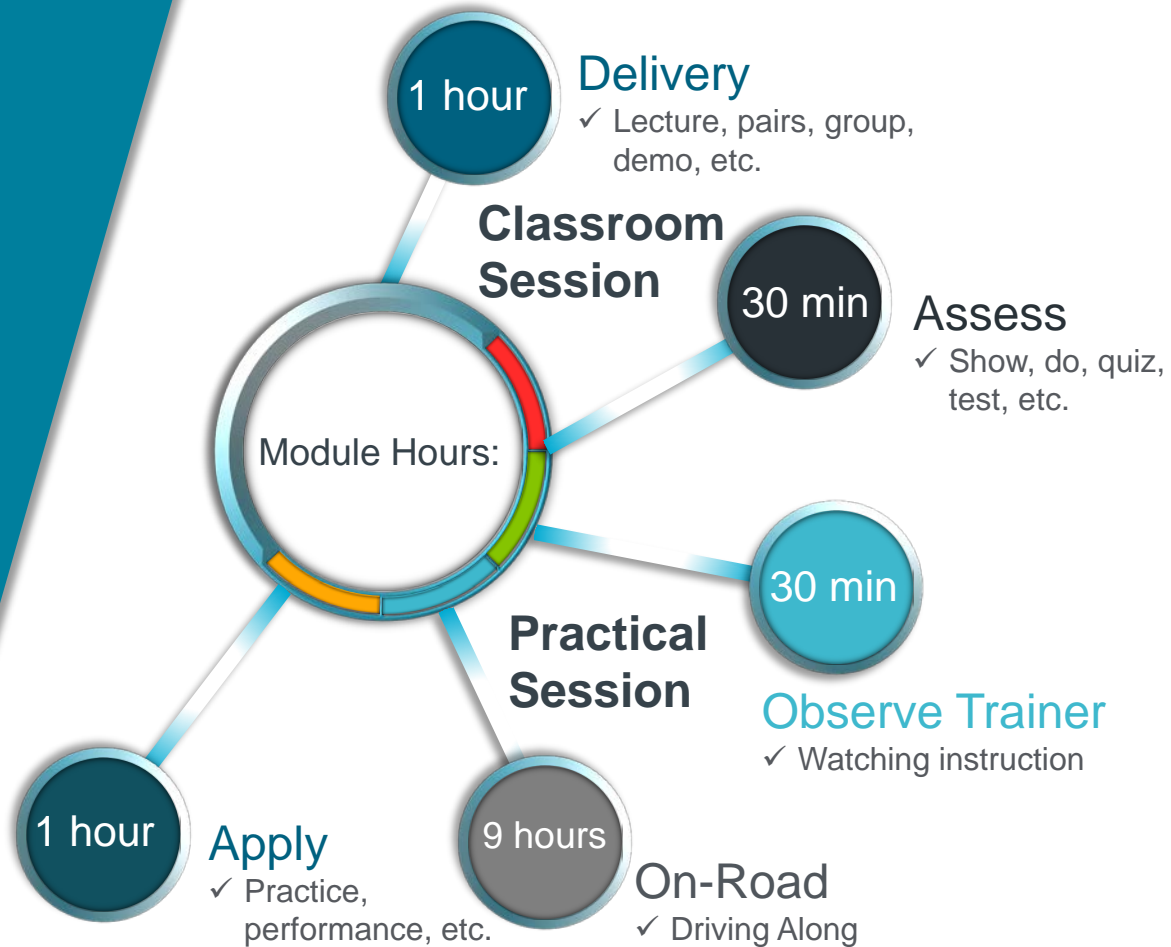 1 hour
Delivery
✓ Lecture, pairs, group,
demo, etc.
Classroom
Session
30 min
Assess
✓ Show, do, quiz,
test, etc.
Module Hours:
30 min
Observe Trainer
✓ Watching instruction
Practical
Session
9 hours
On-Road
✓ Driving Along
1 hour
Apply
✓ Practice,
performance, etc.